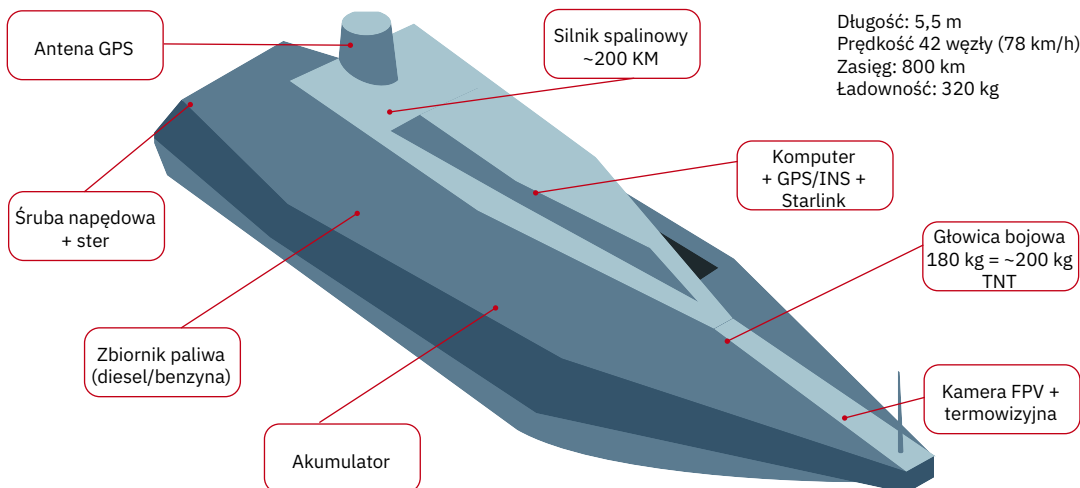 Antena GPS
Silnik spalinowy
~200 KM
Długość: 5,5 m
Prędkość 42 węzły (78 km/h)
Zasięg: 800 km
Ładowność: 320 kg
Komputer
+ GPS/INS +
Starlink
Śruba napędowa
+ ster
Głowica bojowa
180 kg = ~200 kg
TNT
Zbiornik paliwa
(diesel/benzyna)
Kamera FPV +
termowizyjna
Akumulator